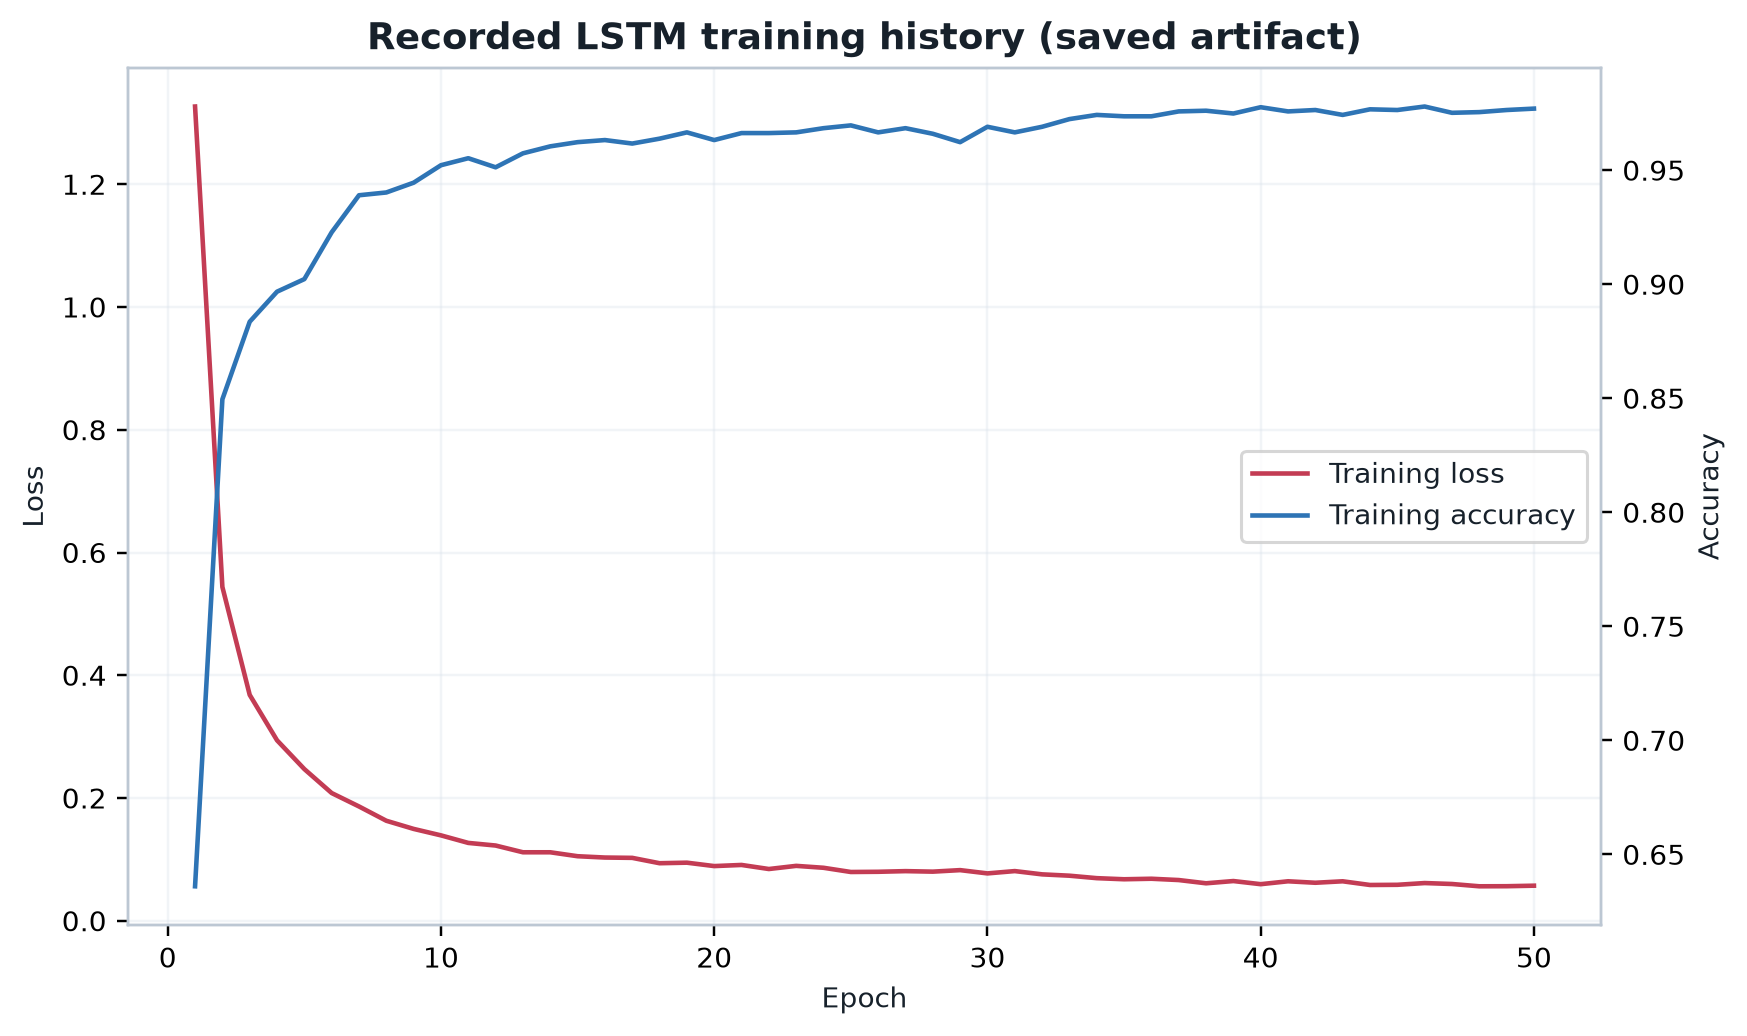 Recorded LSTM training history (saved artifact)
1.2
1.0
0.8
0.6
0.4
0.2
0.0
Loss
0.95
0.90
0.85
0.80
0.75
0.70
0.65
Accuracy
Training loss
Training accuracy
0 10 20 30 40 50
Epoch